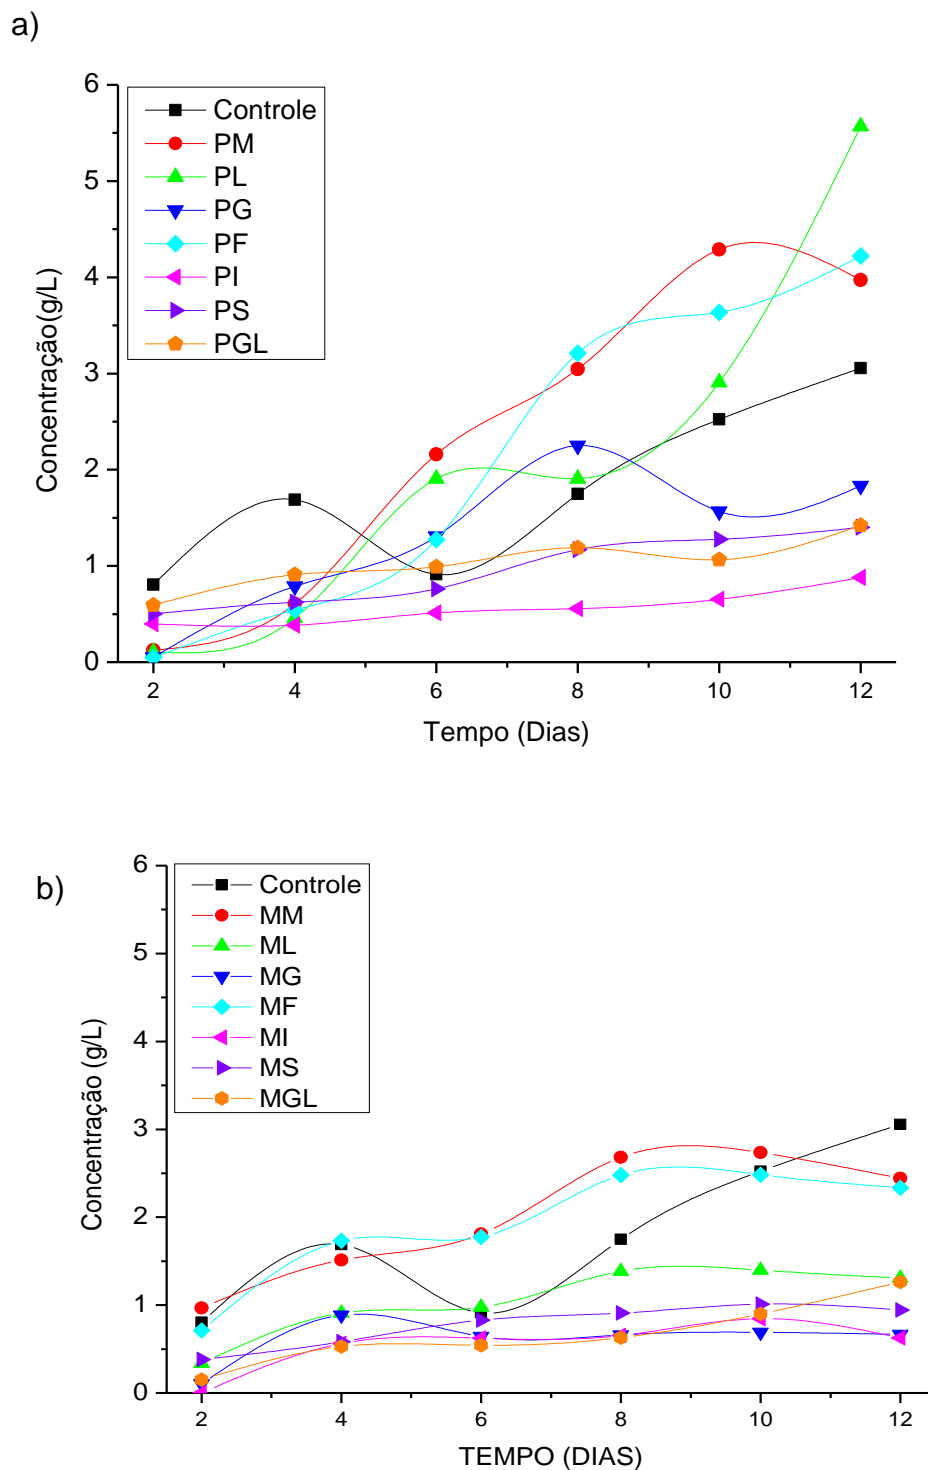 a)
6
5
4
3
2
1
0
Concentração(g/L)
Controle
PM
PL
PG
PF
PI
PS
PGL
2 4 6 8 10 12
Tempo (Dias)
b)
6
5
4
3
2
1
0
Concentração (g/L)
Controle
MM
ML
MG
MF
MI
MS
MGL
2 4 6 8 10 12
TEMPO (DIAS)